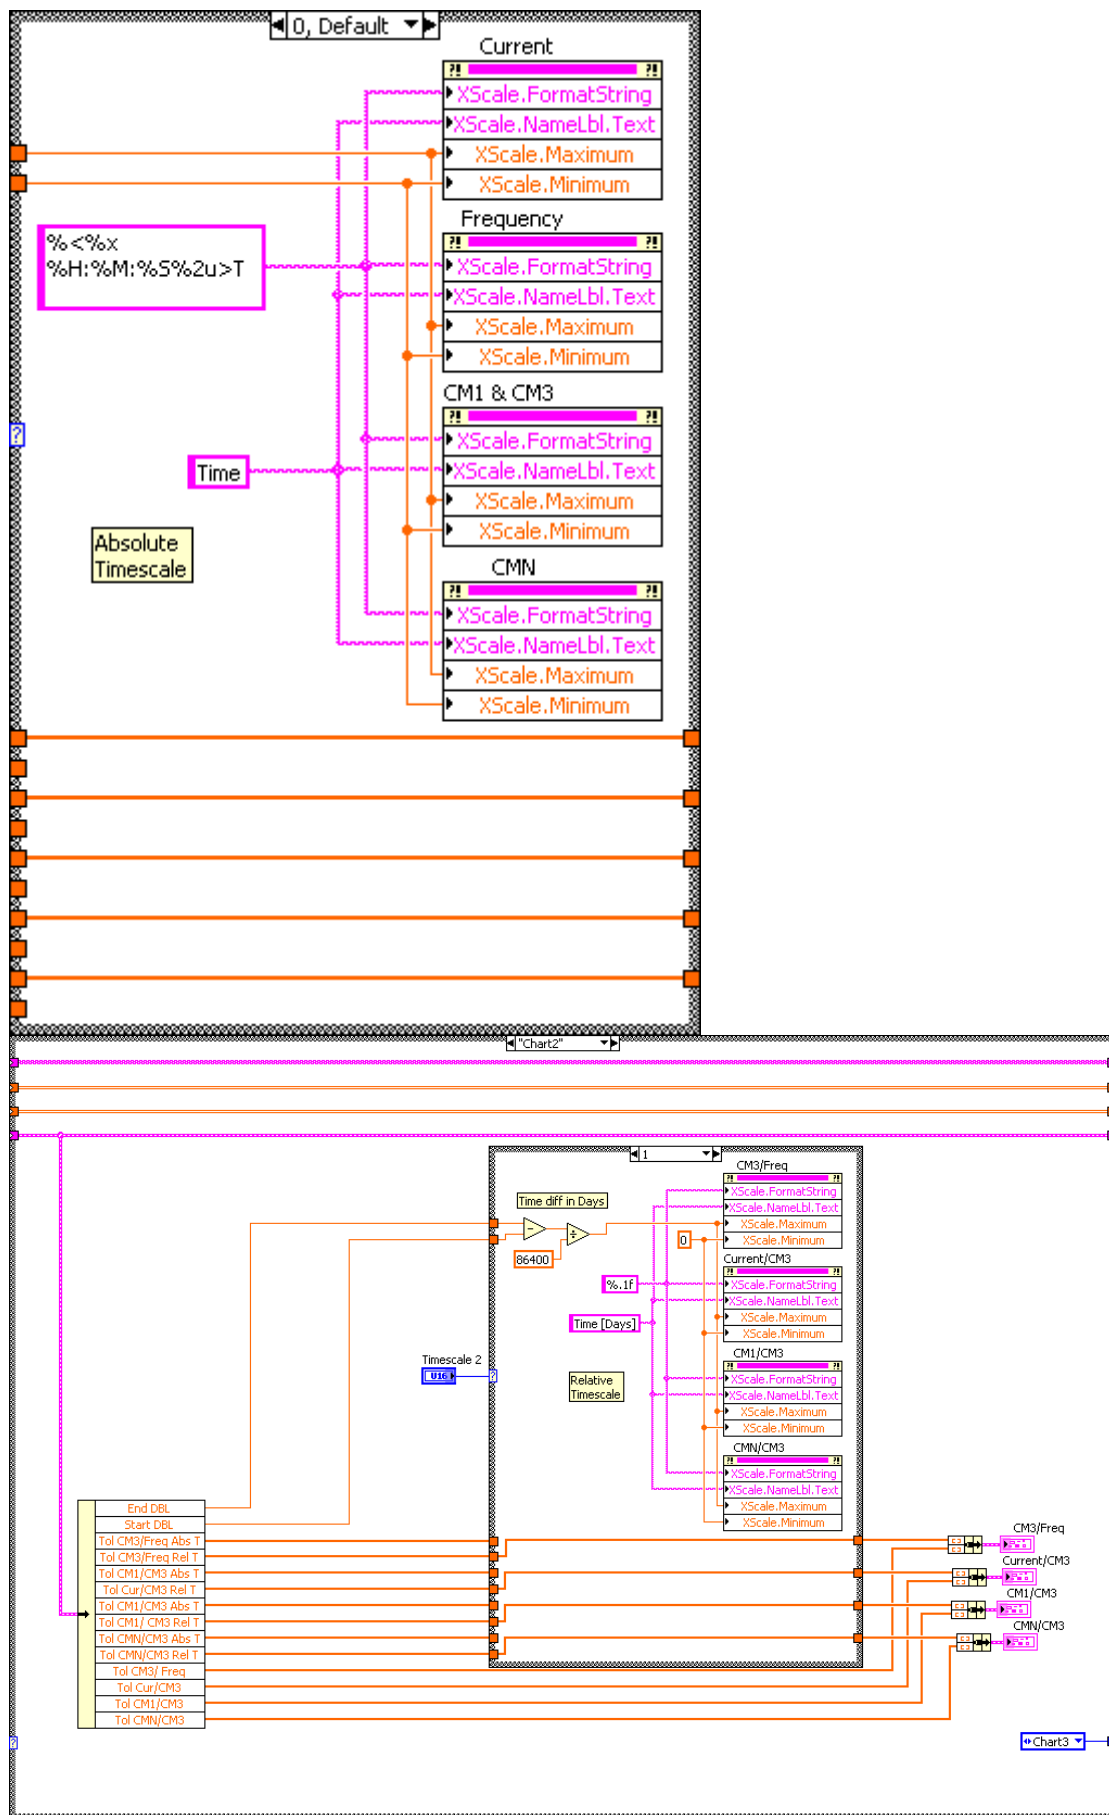 0, Default
Current
XScale.FormatString
XScale.NameLbl.Text
XScale.Maximum
XScale.Minimum
Frequency
%<%x
%H:%M:%S%2u>T
XScale.FormatString
XScale.NameLbl.Text
XScale.Maximum
XScale.Minimum
CM1 & CM3
?
XScale.FormatString
Time
XScale.NameLbl.Text
XScale.Maximum
XScale.Minimum
Absolute
Timescale
CMN
XScale.FormatString
XScale.NameLbl.Text
XScale.Maximum
XScale.Minimum
"Chart2"
1
CM3/Freq
Time diff in Days
XScale.FormatString
XScale.NameLbl.Text
XScale.Maximum
XScale.Minimum
0
86400
Current/CM3
%.1f
XScale.FormatString
XScale.NameLbl.Text
XScale.Maximum
XScale.Minimum
Time [Days]
CM1/CM3
Timescale 2
U16
?
Relative
Timescale
XScale.FormatString
XScale.NameLbl.Text
XScale.Maximum
XScale.Minimum
CMN/CM3
XScale.FormatString
XScale.NameLbl.Text
XScale.Maximum
XScale.Minimum
End DBL
Start DBL
Tol CM3/Freq Abs T
Tol CM3/Freq Rel T
Tol CM1/CM3 Abs T
Tol Cur/CM3 Rel T
Tol CM1/CM3 Abs T
Tol CM1/ CM3 Rel T
Tol CMN/CM3 Abs T
Tol CMN/CM3 Rel T
Tol CM3/ Freq
Tol Cur/CM3
Tol CM1/CM3
Tol CMN/CM3
CM3/Freq
Current/CM3
CM1/CM3
CMN/CM3
?
Chart3